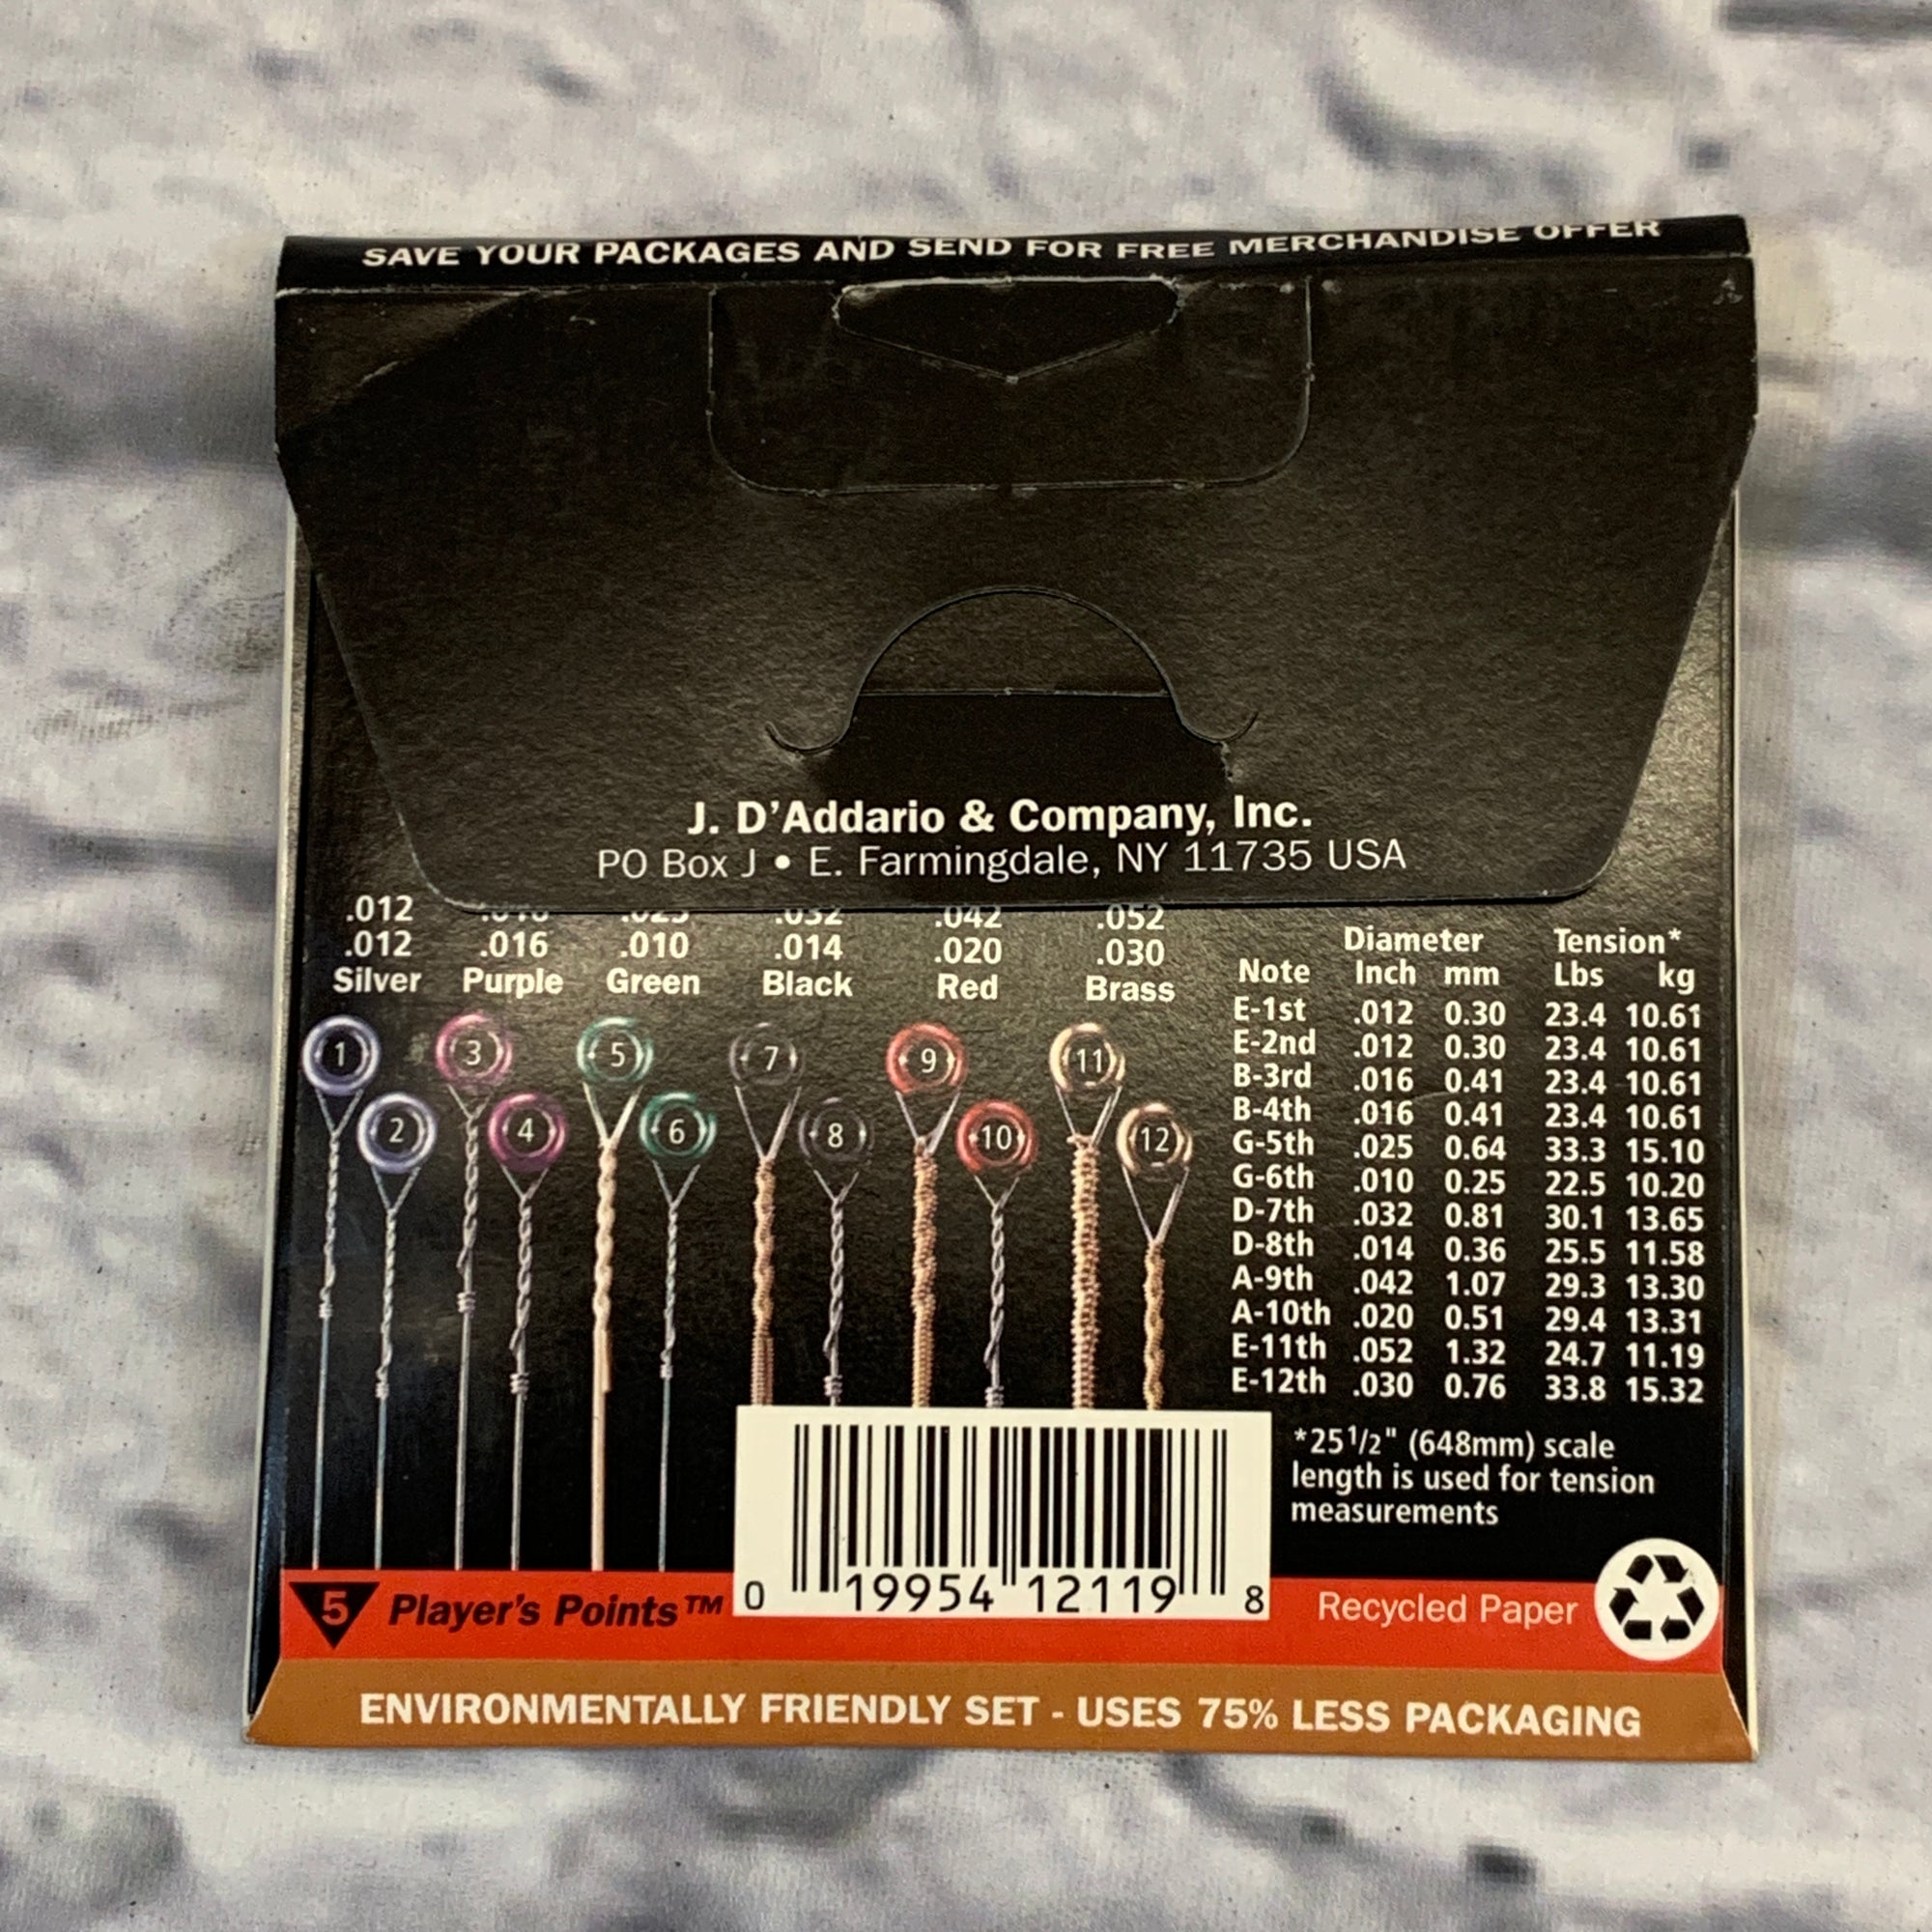 SAVE YOUR PACKAGES AND SEND FOR FREE MERCHANDISE OFFER
J. D'Addario & Company, Inc.
PO Box J • E. Farmingdale, NY 11735 USA
.012 .016 .025 .032 .042 .052
.012 .016 .010 .014 .020 .030
Silver Purple Green Black Red Brass
1 3 5 7 9 11
2 4 6 8 10 12
Diameter Tension*
Note Inch mm Lbs kg
E-1st .012 0.30 23.4 10.61
E-2nd .012 0.30 23.4 10.61
B-3rd .016 0.41 23.4 10.61
B-4th .016 0.41 23.4 10.61
G-5th .025 0.64 33.3 15.10
G-6th .010 0.25 22.5 10.20
D-7th .032 0.81 30.1 13.65
D-8th .014 0.36 25.5 11.58
A-9th .042 1.07 29.3 13.30
A-10th .020 0.51 29.4 13.31
E-11th .052 1.32 24.7 11.19
E-12th .030 0.76 33.8 15.32
*25 1/2" (648mm) scale
length is used for tension
measurements
5 Player's Points™
0 19954 12119 8
Recycled Paper
ENVIRONMENTALLY FRIENDLY SET - USES 75% LESS PACKAGING